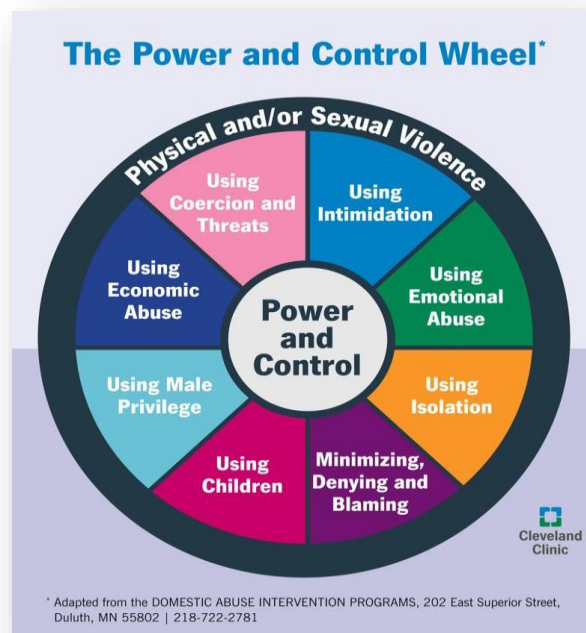 The Power and Control Wheel*
Physical and/or Sexual Violence
Using
Coercion and
Threats
Using
Intimidation
Using
Emotional
Abuse
Using
Isolation
Minimizing,
Denying and
Blaming
Using
Children
Using Male
Privilege
Using
Economic
Abuse
Power
and
Control
Cleveland
Clinic
* Adapted from the DOMESTIC ABUSE INTERVENTION PROGRAMS, 202 East Superior Street,
Duluth, MN 55802 | 218-722-2781